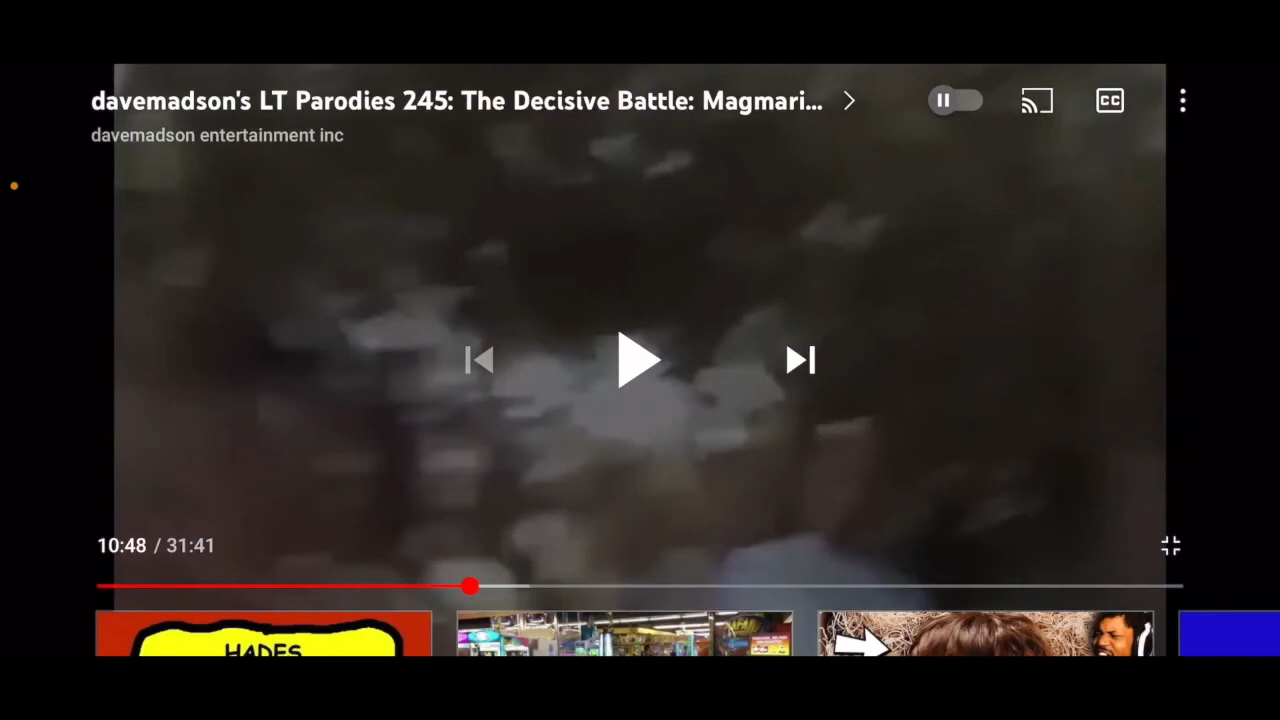 davemadson's LT Parodies 245: The Decisive Battle: Magmari...
davemadson entertainment inc
CC
10:48 / 31:41
HADES